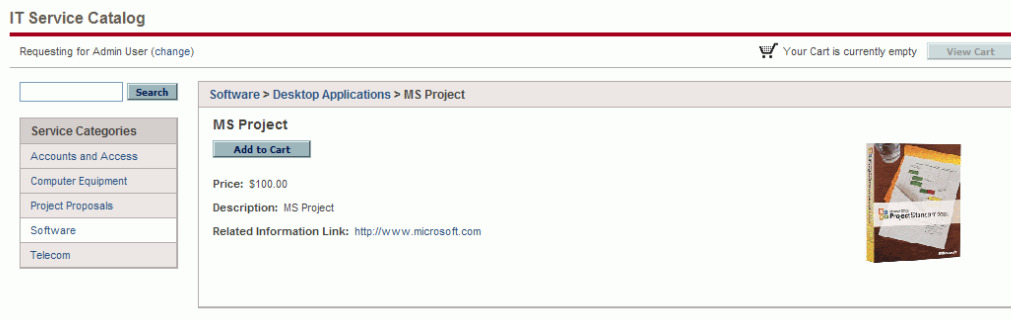 IT Service Catalog
Requesting for Admin User (change)
Your Cart is currently empty
View Cart
Search
Software > Desktop Applications > MS Project
Service Categories
Accounts and Access
Computer Equipment
Project Proposals
Software
Telecom
MS Project
Add to Cart
Price: $100.00
Description: MS Project
Related Information Link: http://www.microsoft.com
Project Standard